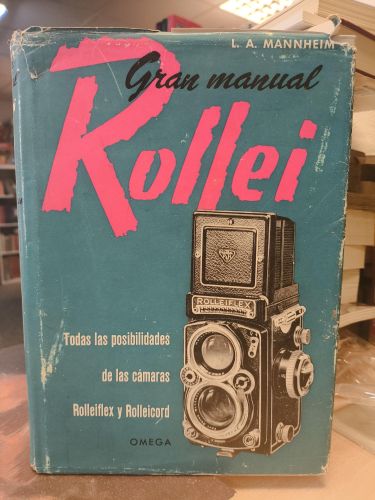 L. A. MANNHEIM
Gran manual
Rollei
ROLLEIFLEX
Todas las posibilidades
de las cámaras
Rolleiflex y Rolleicord
OMEGA